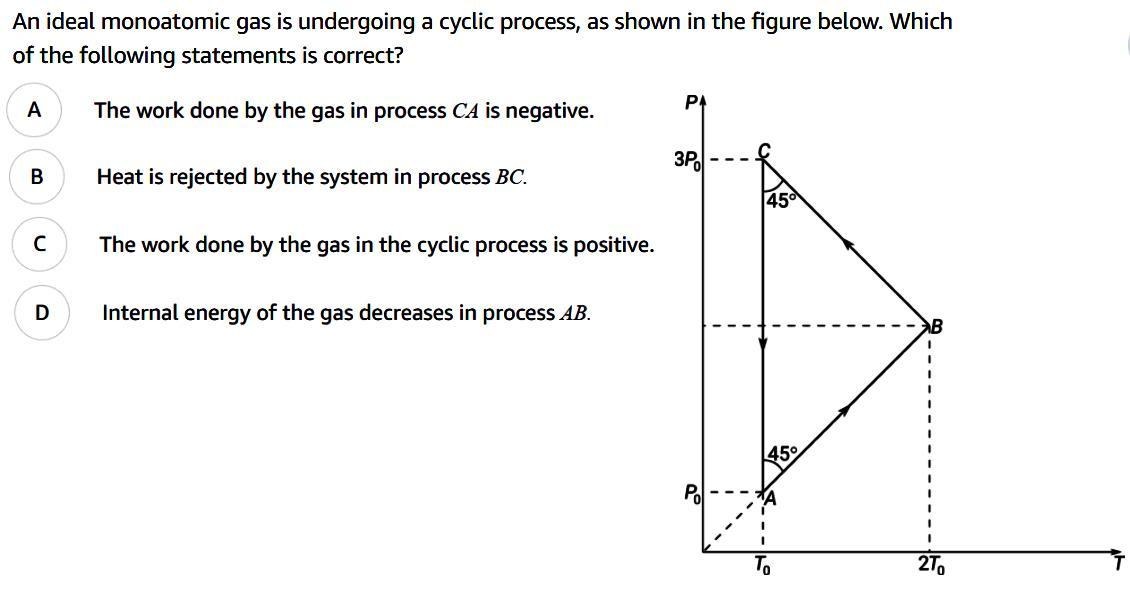 An ideal monoatomic gas is undergoing a cyclic process, as shown in the figure below. Which
of the following statements is correct?
A The work done by the gas in process CA is negative.
B Heat is rejected by the system in process BC.
C The work done by the gas in the cyclic process is positive.
D Internal energy of the gas decreases in process AB.
P
3P₀ C
45°
B
45°
P₀ A
T₀ 2T₀ T